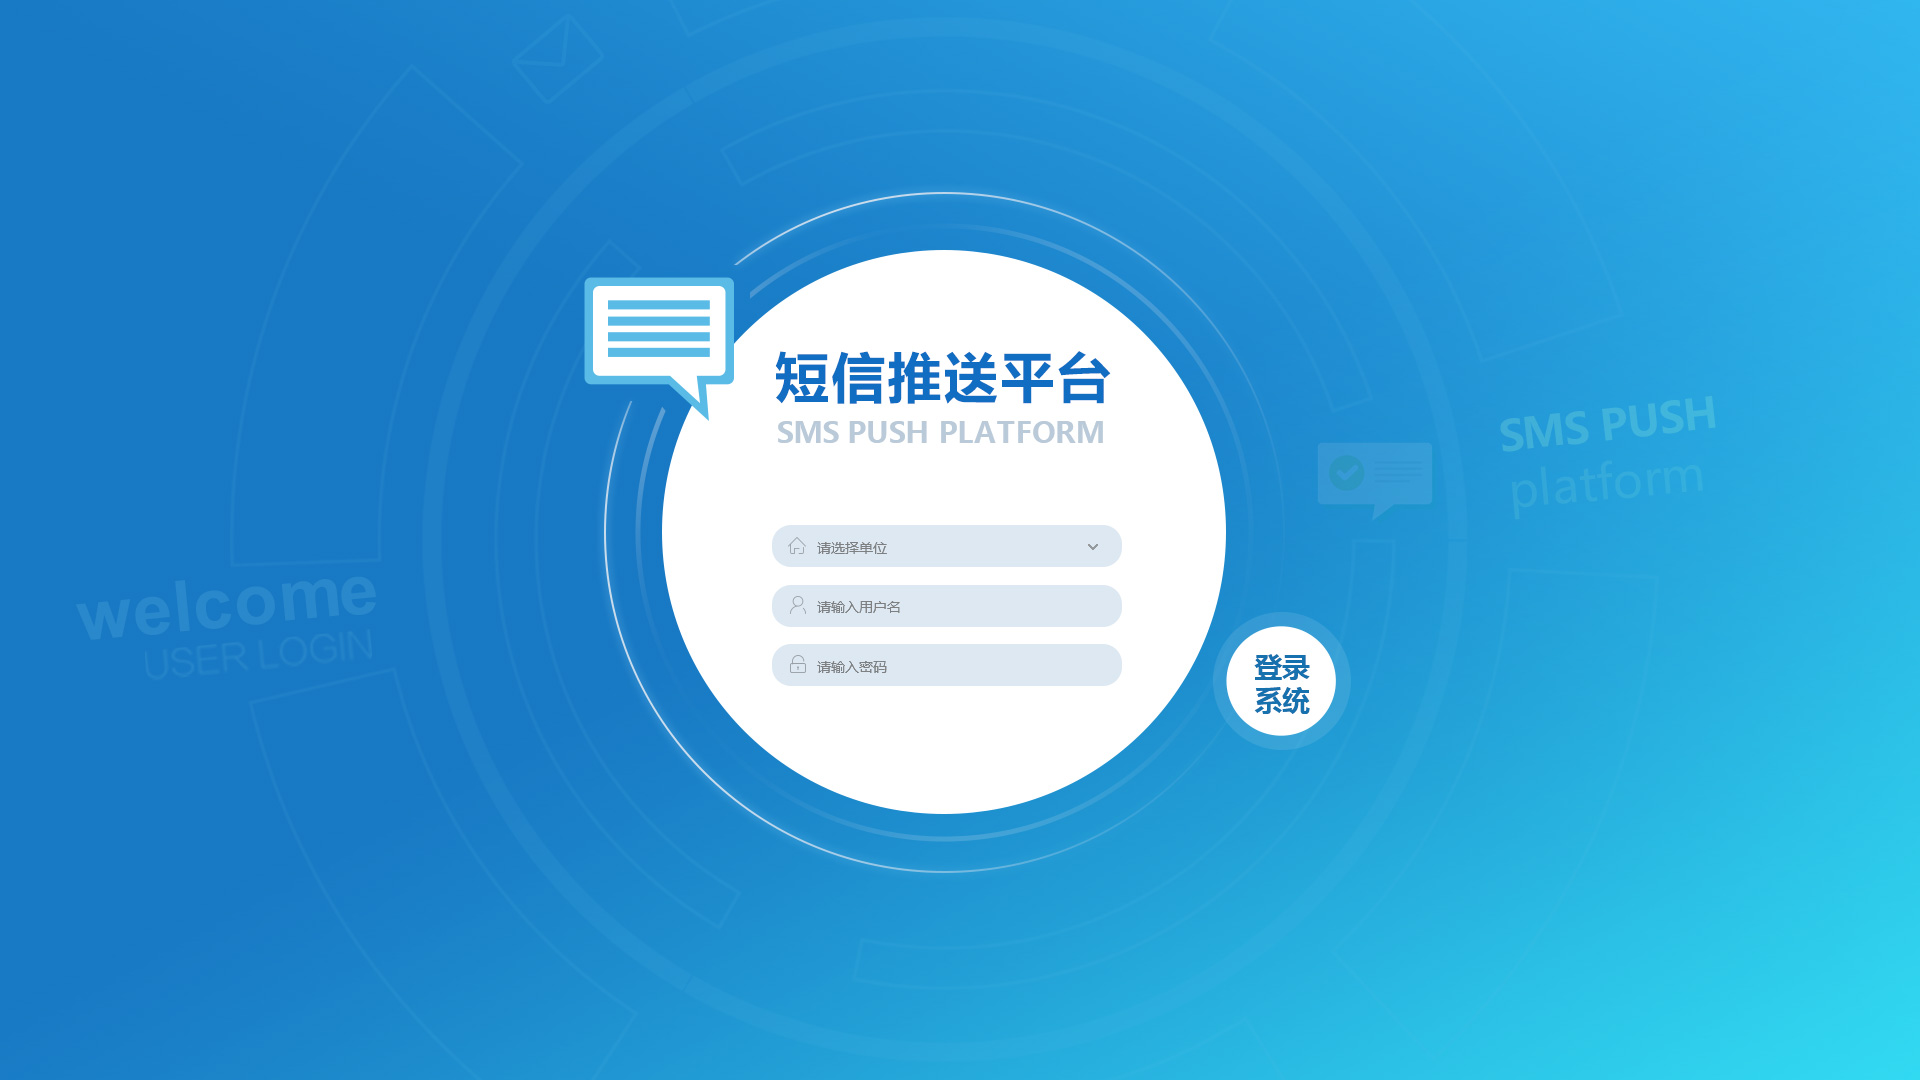 短信推送平台
SMS PUSH PLATFORM
请选择单位
请输入用户名
请输入密码
登录
系统
welcome
USER LOGIN
SMS PUSH
platform